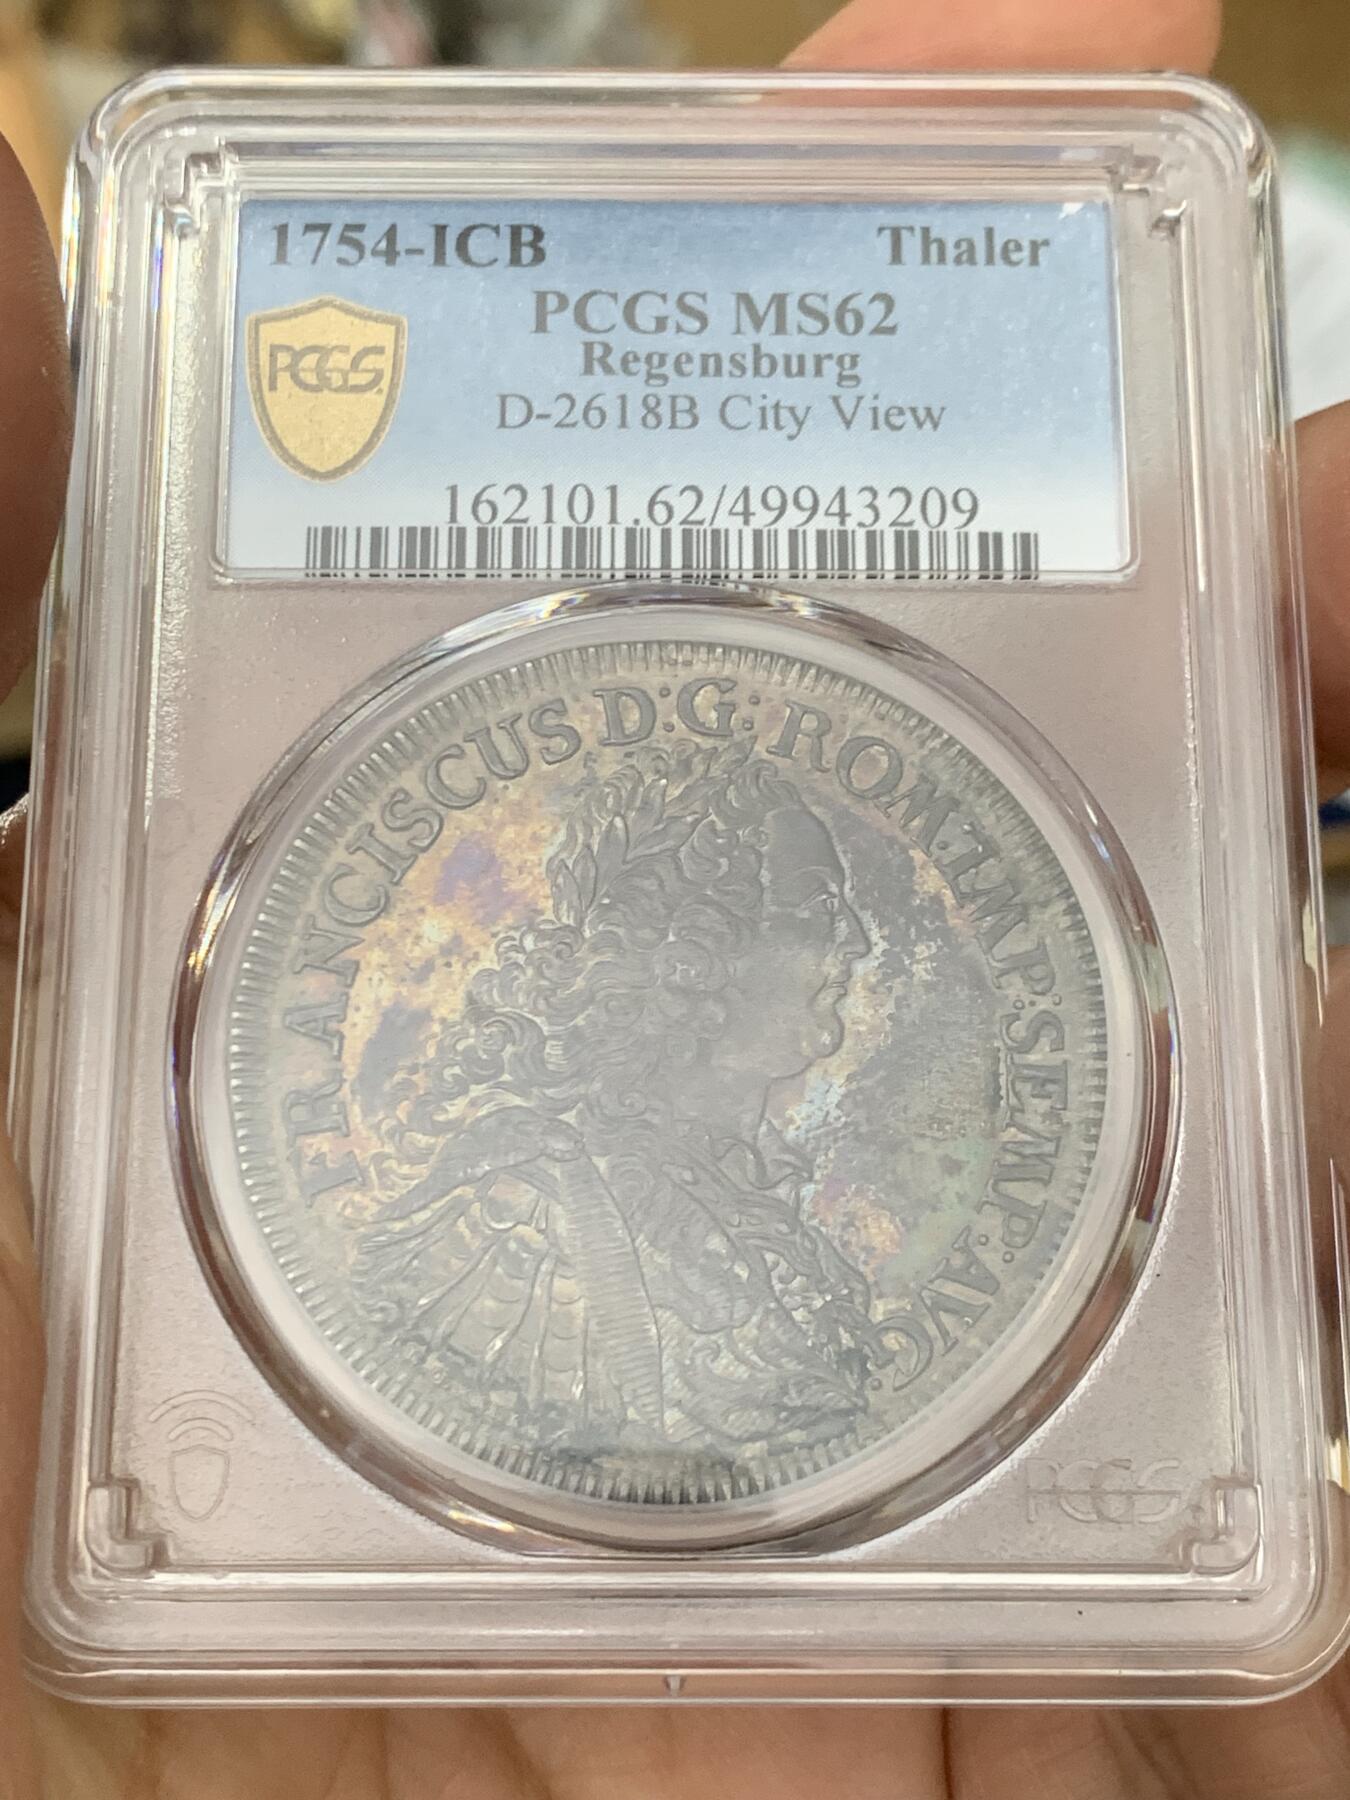 1754-ICB Thaler
PCGS MS62
Regensburg
D-2618B City View
PCGS
162101.62/49943209
FRANCISCUS D:G: ROM:IMP:SEMP:AVG:
PCGS